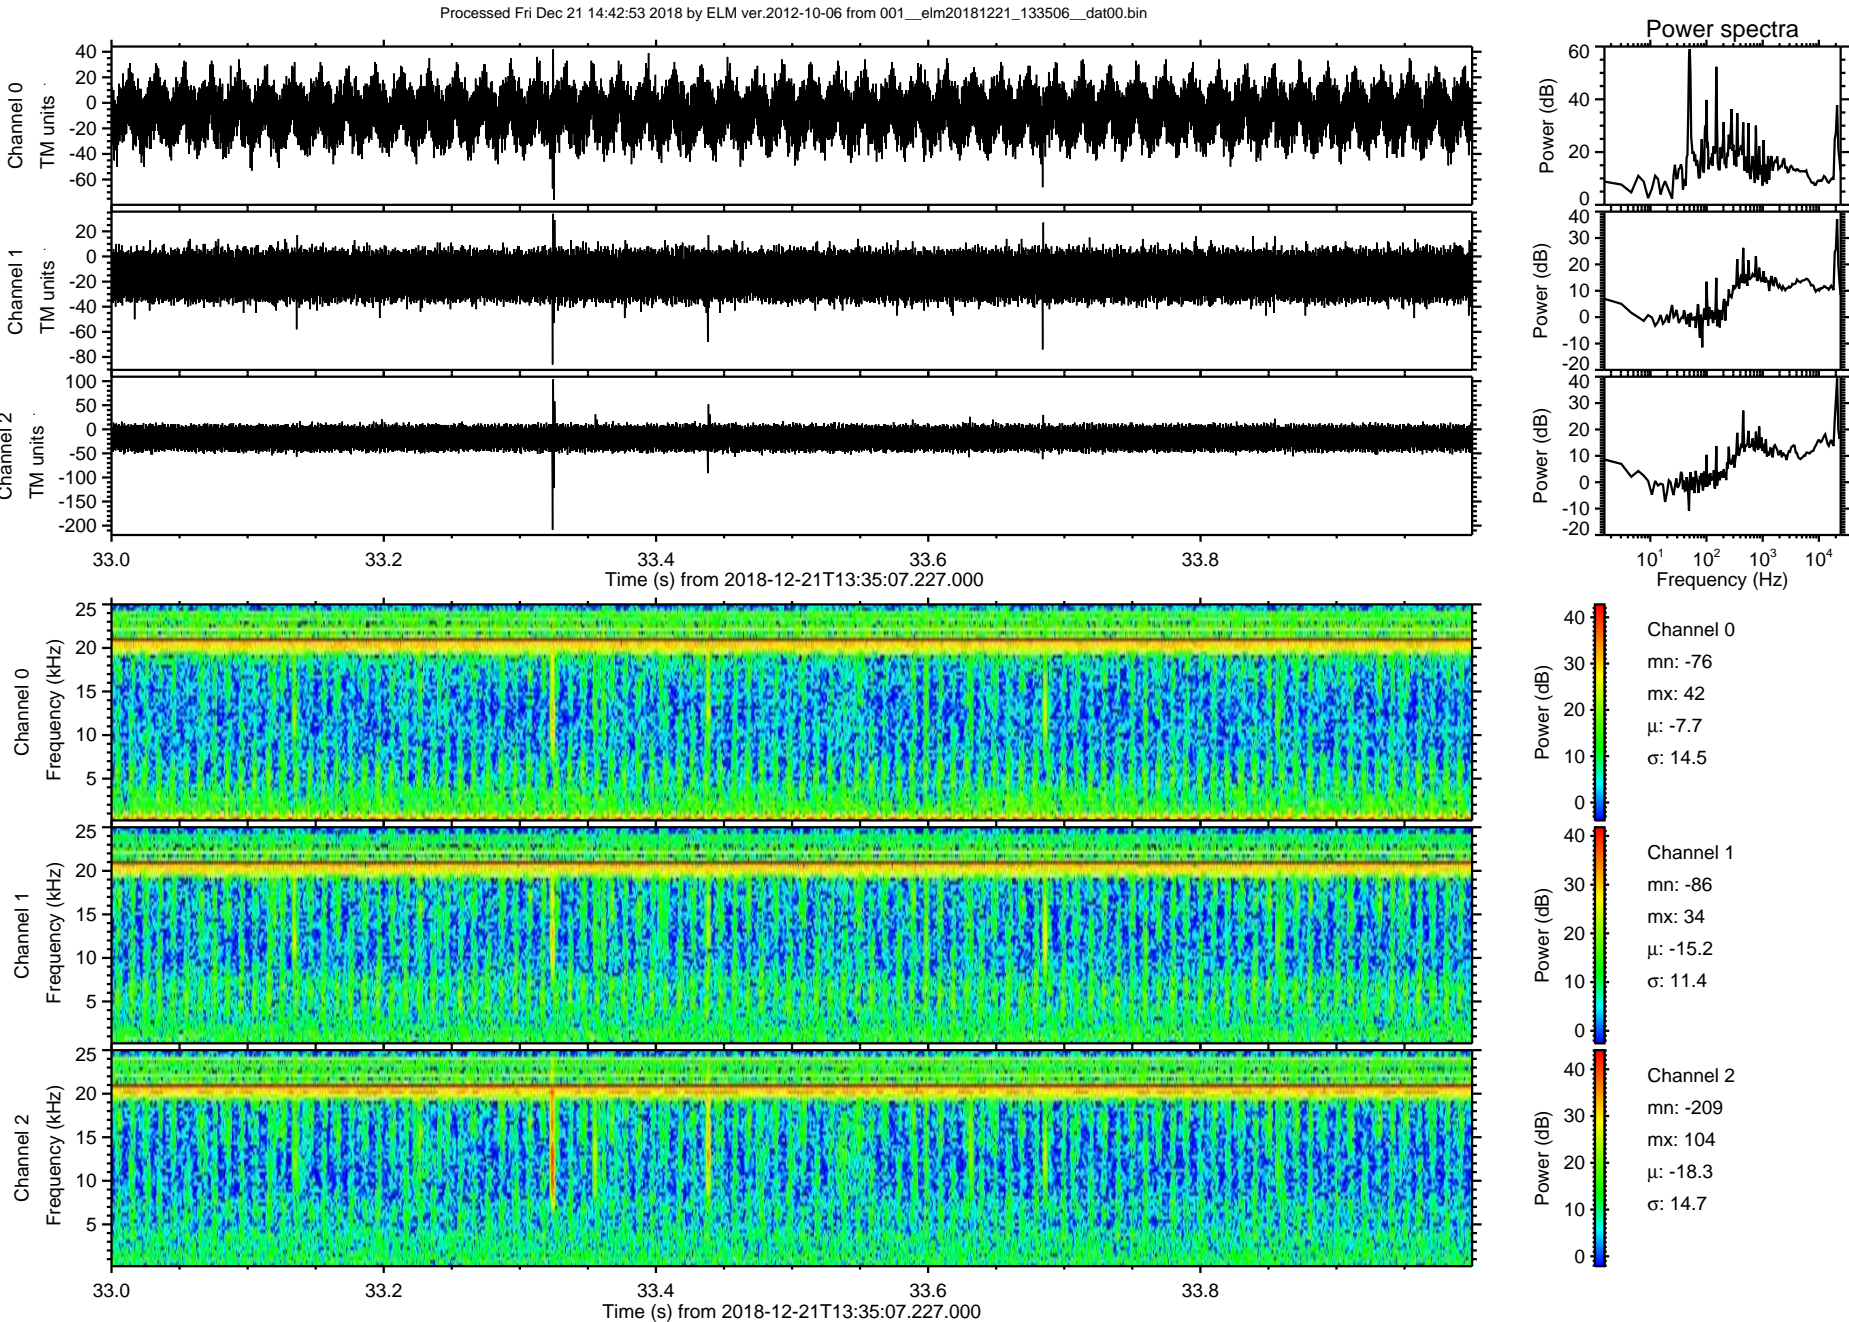 Processed Fri Dec 21 14:42:53 2018 by ELM ver.2012-10-06 from 001__elm20181221_133506__dat00.bin
Power spectra
Channel 0
TM units
40
20
0
-20
-40
-60
Power (dB)
60
40
20
0
Channel 1
TM units
20
0
-20
-40
-60
-80
Power (dB)
40
30
20
10
0
-10
-20
Channel 2
TM units
100
50
0
-50
-100
-150
-200
Power (dB)
40
30
20
10
0
-10
-20
33.0 33.2 33.4 33.6 33.8
Time (s) from 2018-12-21T13:35:07.227.000
10¹ 10² 10³ 10⁴
Frequency (Hz)
Channel 0
Frequency (kHz)
25
20
15
10
5
Power (dB)
40
30
20
10
0
Channel 0
mn: -76
mx: 42
μ: -7.7
σ: 14.5
Channel 1
Frequency (kHz)
25
20
15
10
5
Power (dB)
40
30
20
10
0
Channel 1
mn: -86
mx: 34
μ: -15.2
σ: 11.4
Channel 2
Frequency (kHz)
25
20
15
10
5
Power (dB)
40
30
20
10
0
Channel 2
mn: -209
mx: 104
μ: -18.3
σ: 14.7
33.0 33.2 33.4 33.6 33.8
Time (s) from 2018-12-21T13:35:07.227.000